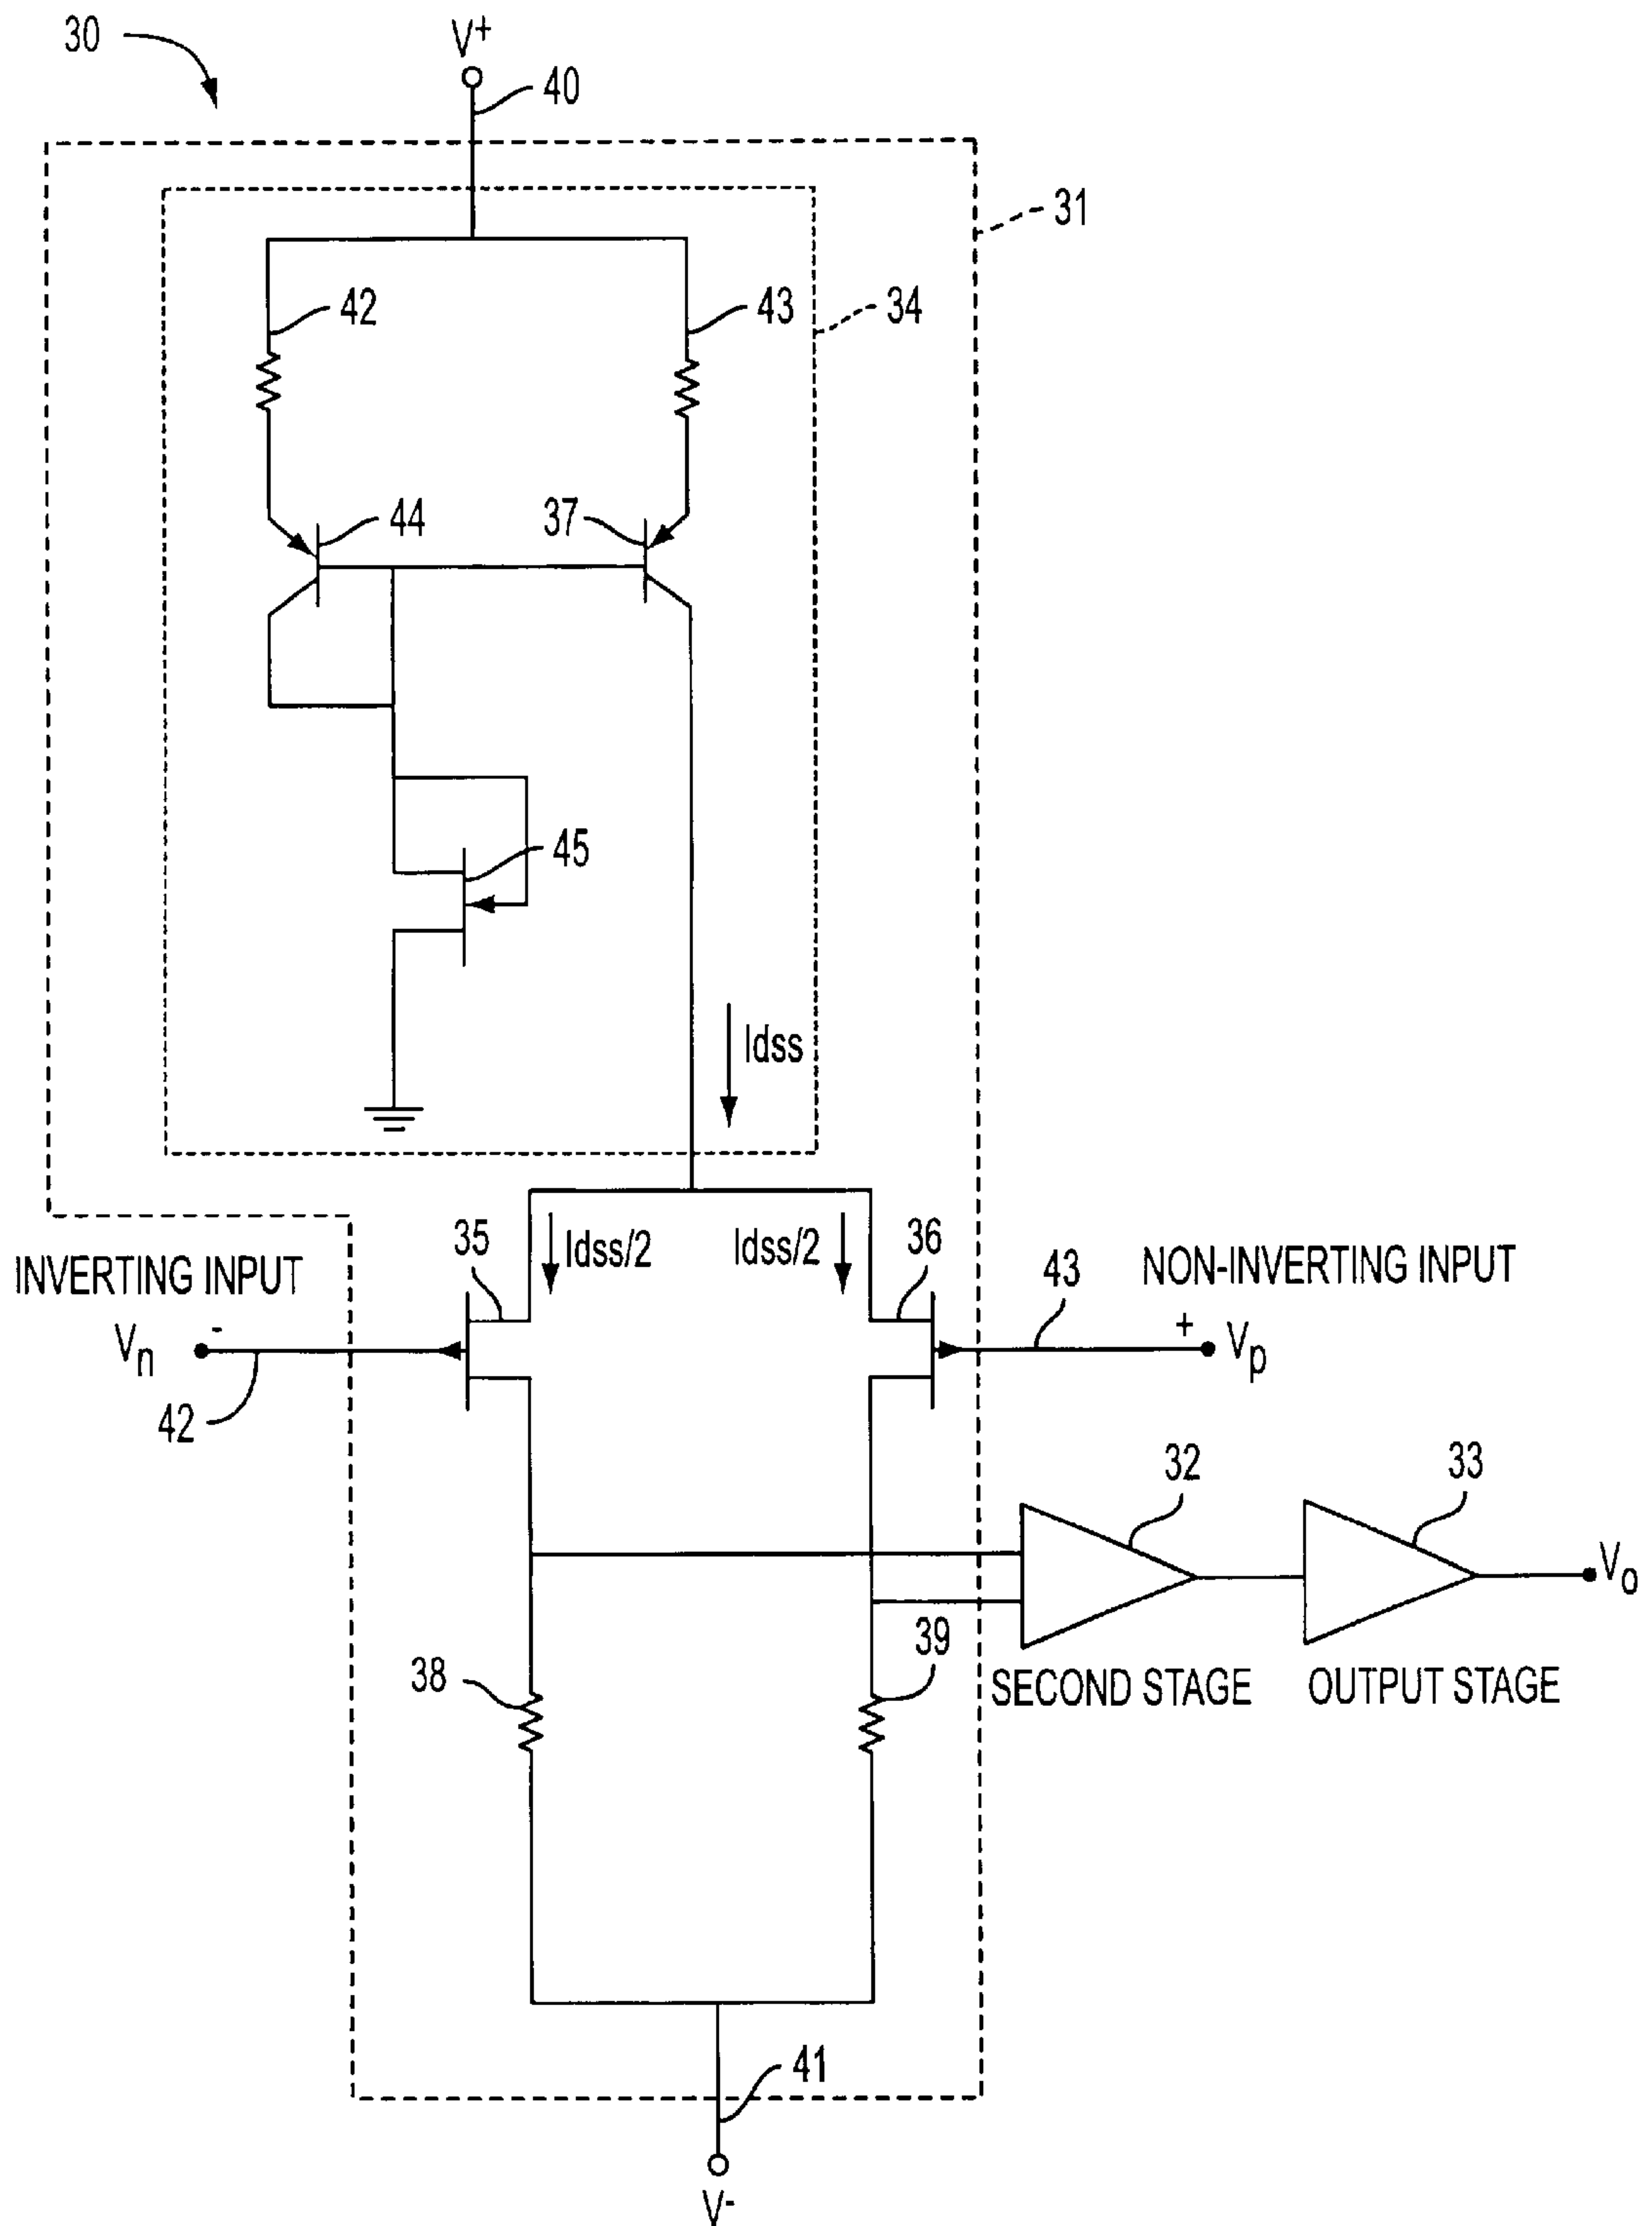 30
V+
40
31
42
43
34
44
37
45
Idss
35
Idss/2
Idss/2
36
INVERTING INPUT
43
NON-INVERTING INPUT
-
Vn
+
Vp
42
32
33
Vo
38
39
SECOND STAGE
OUTPUT STAGE
41
V-